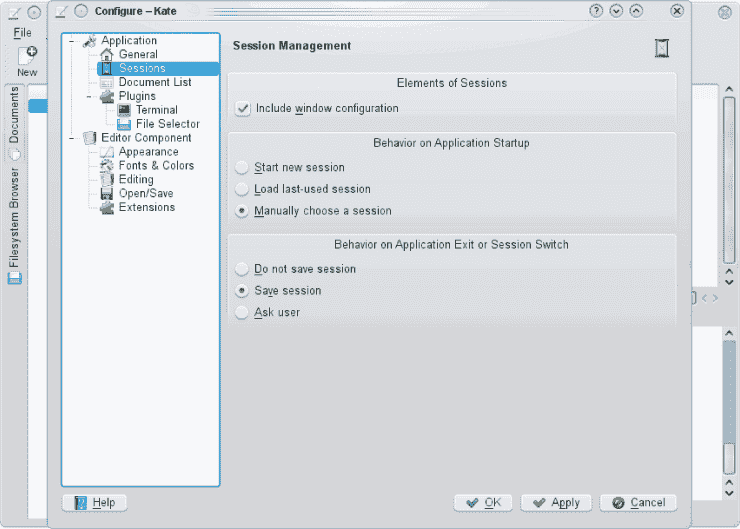 Configure – Kate
File
New
Documents
Filesystem Browser
Application
General
Sessions
Document List
Plugins
Terminal
File Selector
Editor Component
Appearance
Fonts & Colors
Editing
Open/Save
Extensions
Session Management
Elements of Sessions
Include window configuration
Behavior on Application Startup
Start new session
Load last-used session
Manually choose a session
Behavior on Application Exit or Session Switch
Do not save session
Save session
Ask user
Help
OK
Apply
Cancel